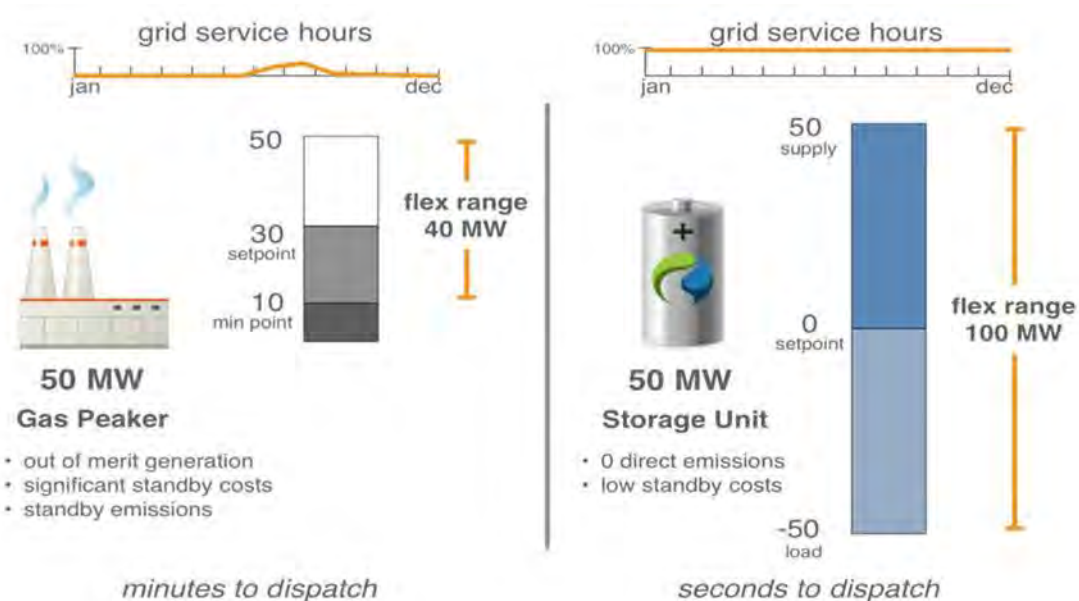 grid service hours
100%
jan
dec
50
30
setpoint
10
min point
flex range
40 MW
50 MW
Gas Peaker
• out of merit generation
• significant standby costs
• standby emissions
minutes to dispatch
grid service hours
100%
jan
dec
50
supply
0
setpoint
-50
load
flex range
100 MW
+
50 MW
Storage Unit
• 0 direct emissions
• low standby costs
seconds to dispatch